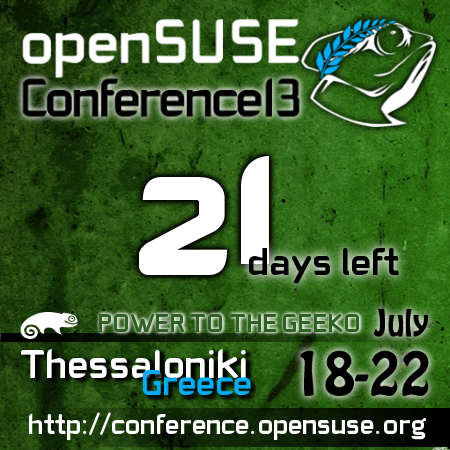 openSUSE
Conference13
21
days left
POWER TO THE GEEKO July
Thessaloniki
Greece
18-22
http://conference.opensuse.org